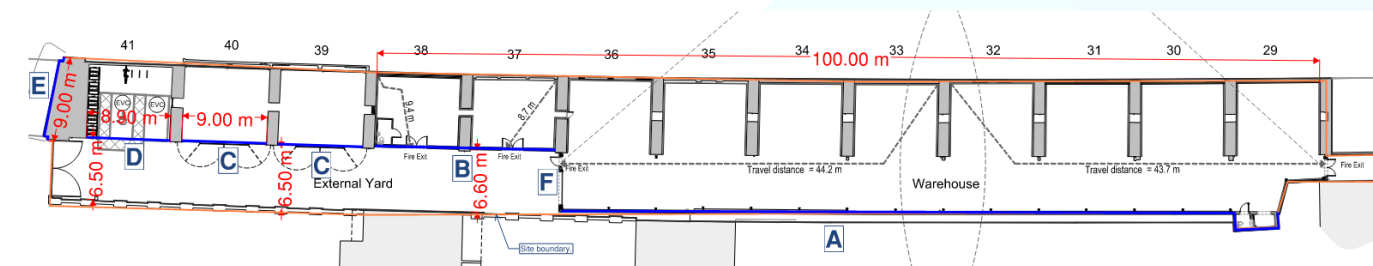 41
40
39
38
37
36
35
34
33
32
31
30
29
100.00 m
E
9.00 m
EVC
EVC
8.90 m
9.00 m
9.4 m
8.7 m
D
C
C
B
F
A
Fire Exit
Fire Exit
Fire Exit
Fire Exit
6.50 m
6.50 m
6.60 m
External Yard
Travel distance = 44.2 m
Warehouse
Travel distance = 43.7 m
Site boundary.